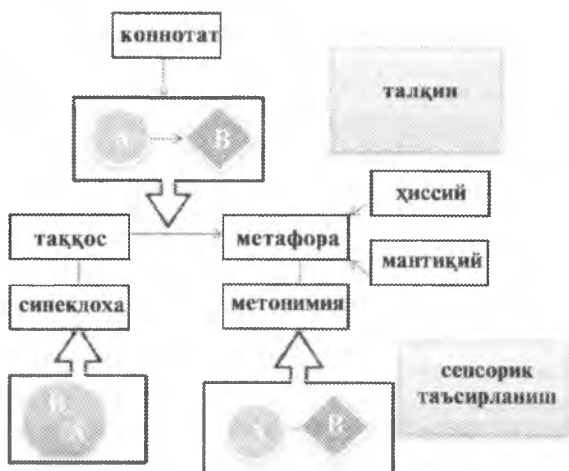 коннотат
A
B
талқин
ҳиссий
таққос
метафора
мантиқий
синекдоха
метонимия
B
A
A
B
сенсорик
таъсирланиш